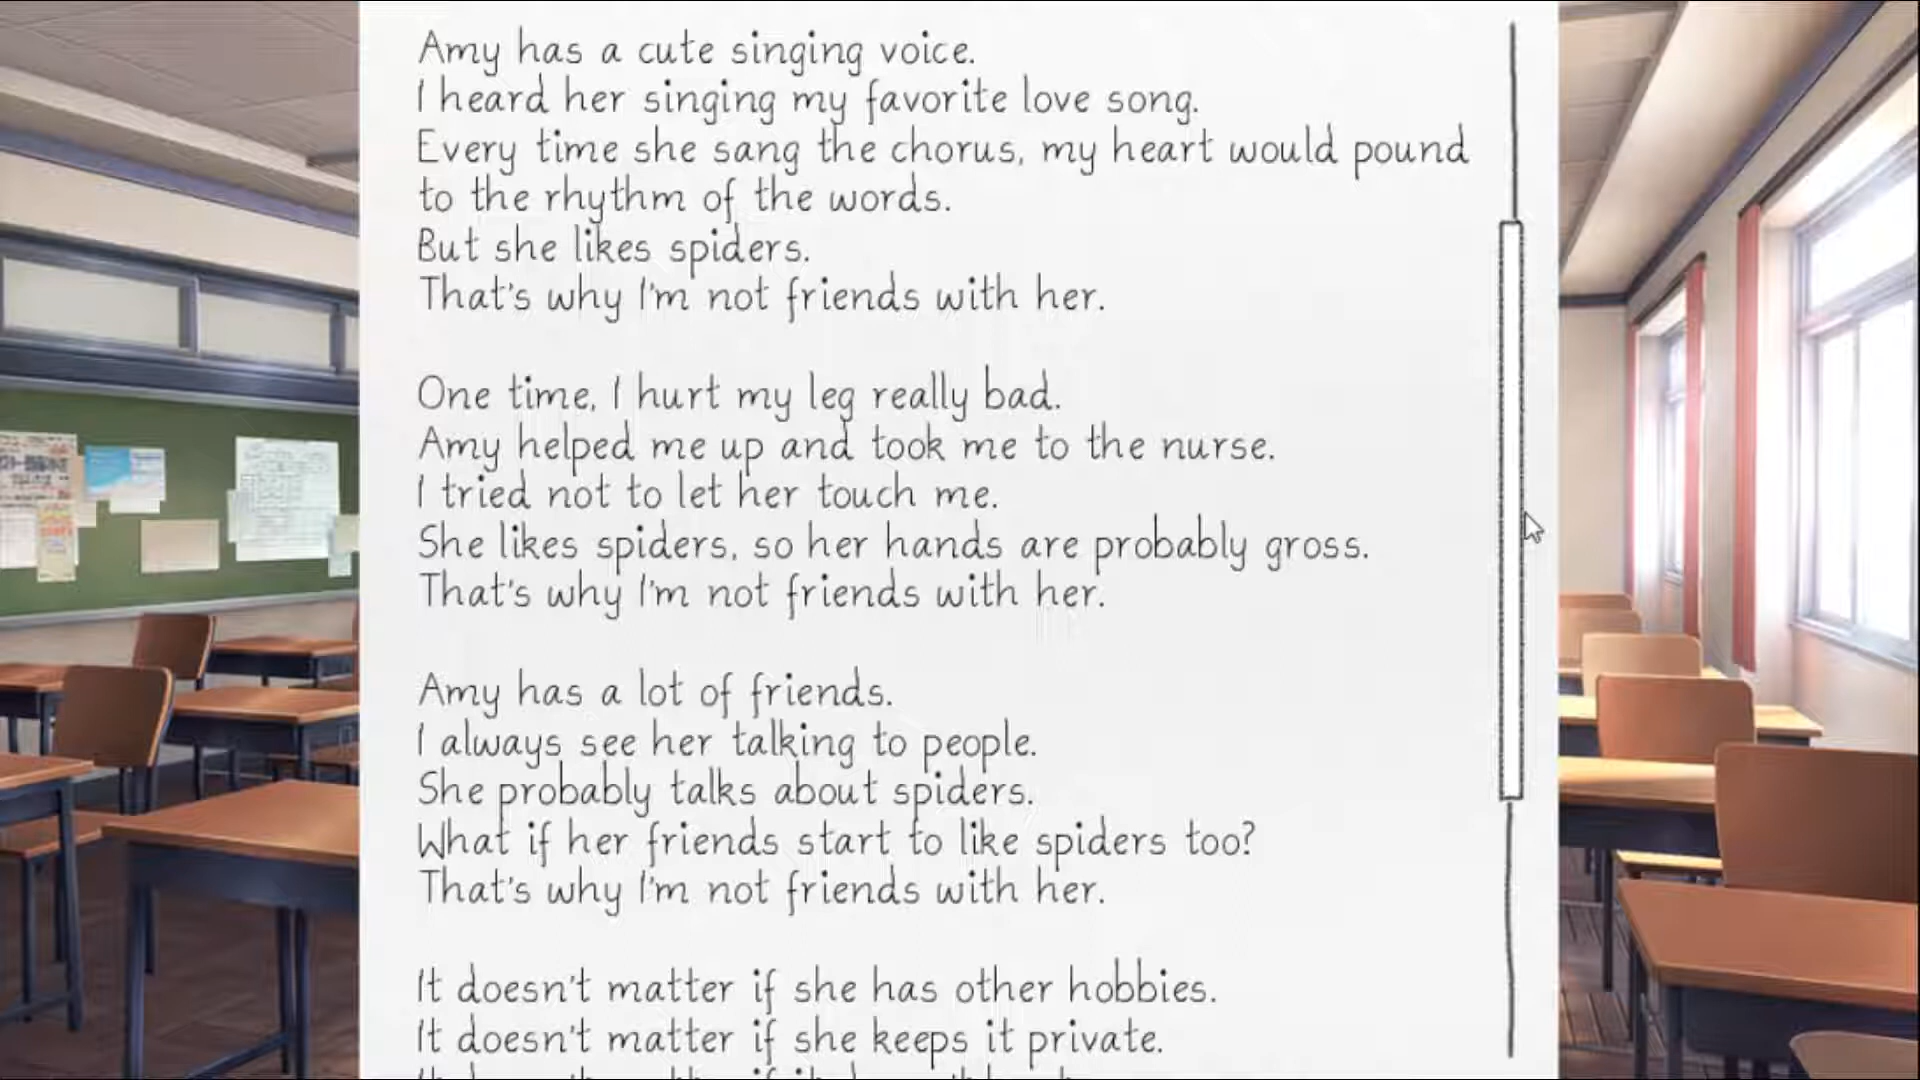 Amy has a cute singing voice.
I heard her singing my favorite love song.
Every time she sang the chorus, my heart would pound
to the rhythm of the words.
But she likes spiders.
That's why I'm not friends with her.
One time, I hurt my leg really bad.
Amy helped me up and took me to the nurse.
I tried not to let her touch me.
She likes spiders, so her hands are probably gross.
That's why I'm not friends with her.
Amy has a lot of friends.
I always see her talking to people.
She probably talks about spiders.
What if her friends start to like spiders too?
That's why I'm not friends with her.
It doesn't matter if she has other hobbies.
It doesn't matter if she keeps it private.